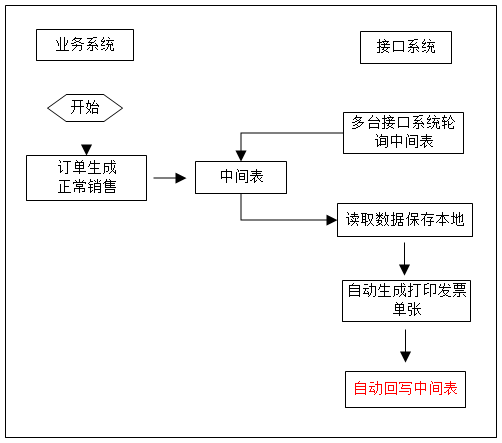 业务系统
接口系统
开始
多台接口系统轮
询中间表
订单生成
正常销售
中间表
读取数据保存本地
自动生成打印发票
单张
自动回写中间表